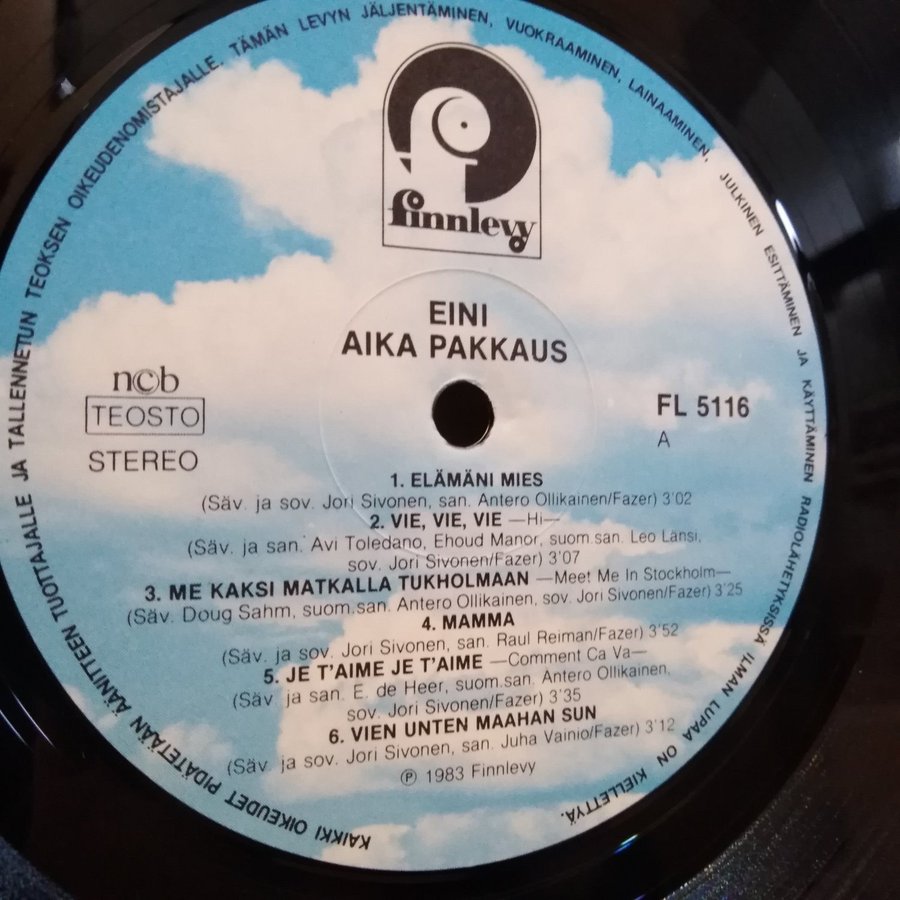 KAIKKI OIKEUDET PIDÄTETÄÄN ÄÄNITTEEN TUOTTAJALLE JA TALLENNETUN TEOKSEN OIKEUDENOMISTAJALLE. TÄMÄN LEVYN JÄLJENTÄMINEN, VUOKRAAMINEN, LAINAAMINEN, JULKINEN ESITTÄMINEN JA KÄYTTÄMINEN RADIOLÄHETYKSISSÄ ILMAN LUPAA ON KIELLETTYÄ.
finnlevy
EINI
AIKA PAKKAUS
ncb
TEOSTO
STEREO
FL 5116
A
1. ELÄMÄNI MIES
(Säv. ja sov. Jori Sivonen, san. Antero Ollikainen/Fazer) 3'02
2. VIE, VIE, VIE —Hi—
(Säv. ja san. Avi Toledano, Ehoud Manor, suom.san. Leo Länsi,
sov. Jori Sivonen/Fazer) 3'07
3. ME KAKSI MATKALLA TUKHOLMAAN —Meet Me In Stockholm—
(Säv. Doug Sahm, suom.san. Antero Ollikainen, sov. Jori Sivonen/Fazer) 3'25
4. MAMMA
(Säv. ja sov. Jori Sivonen, san. Raul Reiman/Fazer) 3'52
5. JE T'AIME JE T'AIME —Comment Ca Va—
(Säv ja san. E. de Heer, suom.san. Antero Ollikainen,
sov. Jori Sivonen/Fazer) 3'35
6. VIEN UNTEN MAAHAN SUN
(Säv. ja sov. Jori Sivonen, san. Juha Vainio/Fazer) 3'12
Ⓟ 1983 Finnlevy